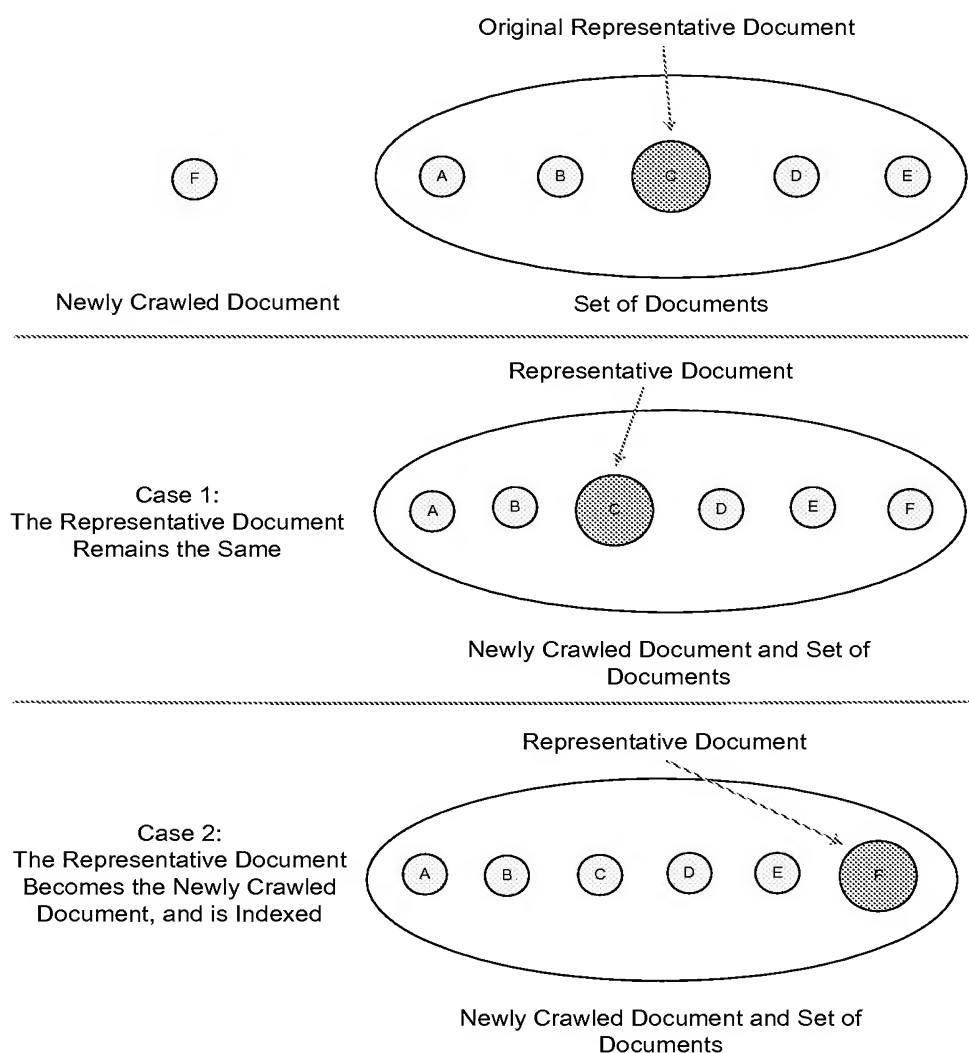 Original Representative Document
F
A
B
C
D
E
Newly Crawled Document
Set of Documents
Representative Document
Case 1:
The Representative Document
Remains the Same
A
B
C
D
E
F
Newly Crawled Document and Set of
Documents
Representative Document
Case 2:
The Representative Document
Becomes the Newly Crawled
Document, and is Indexed
A
B
C
D
E
F
Newly Crawled Document and Set of
Documents